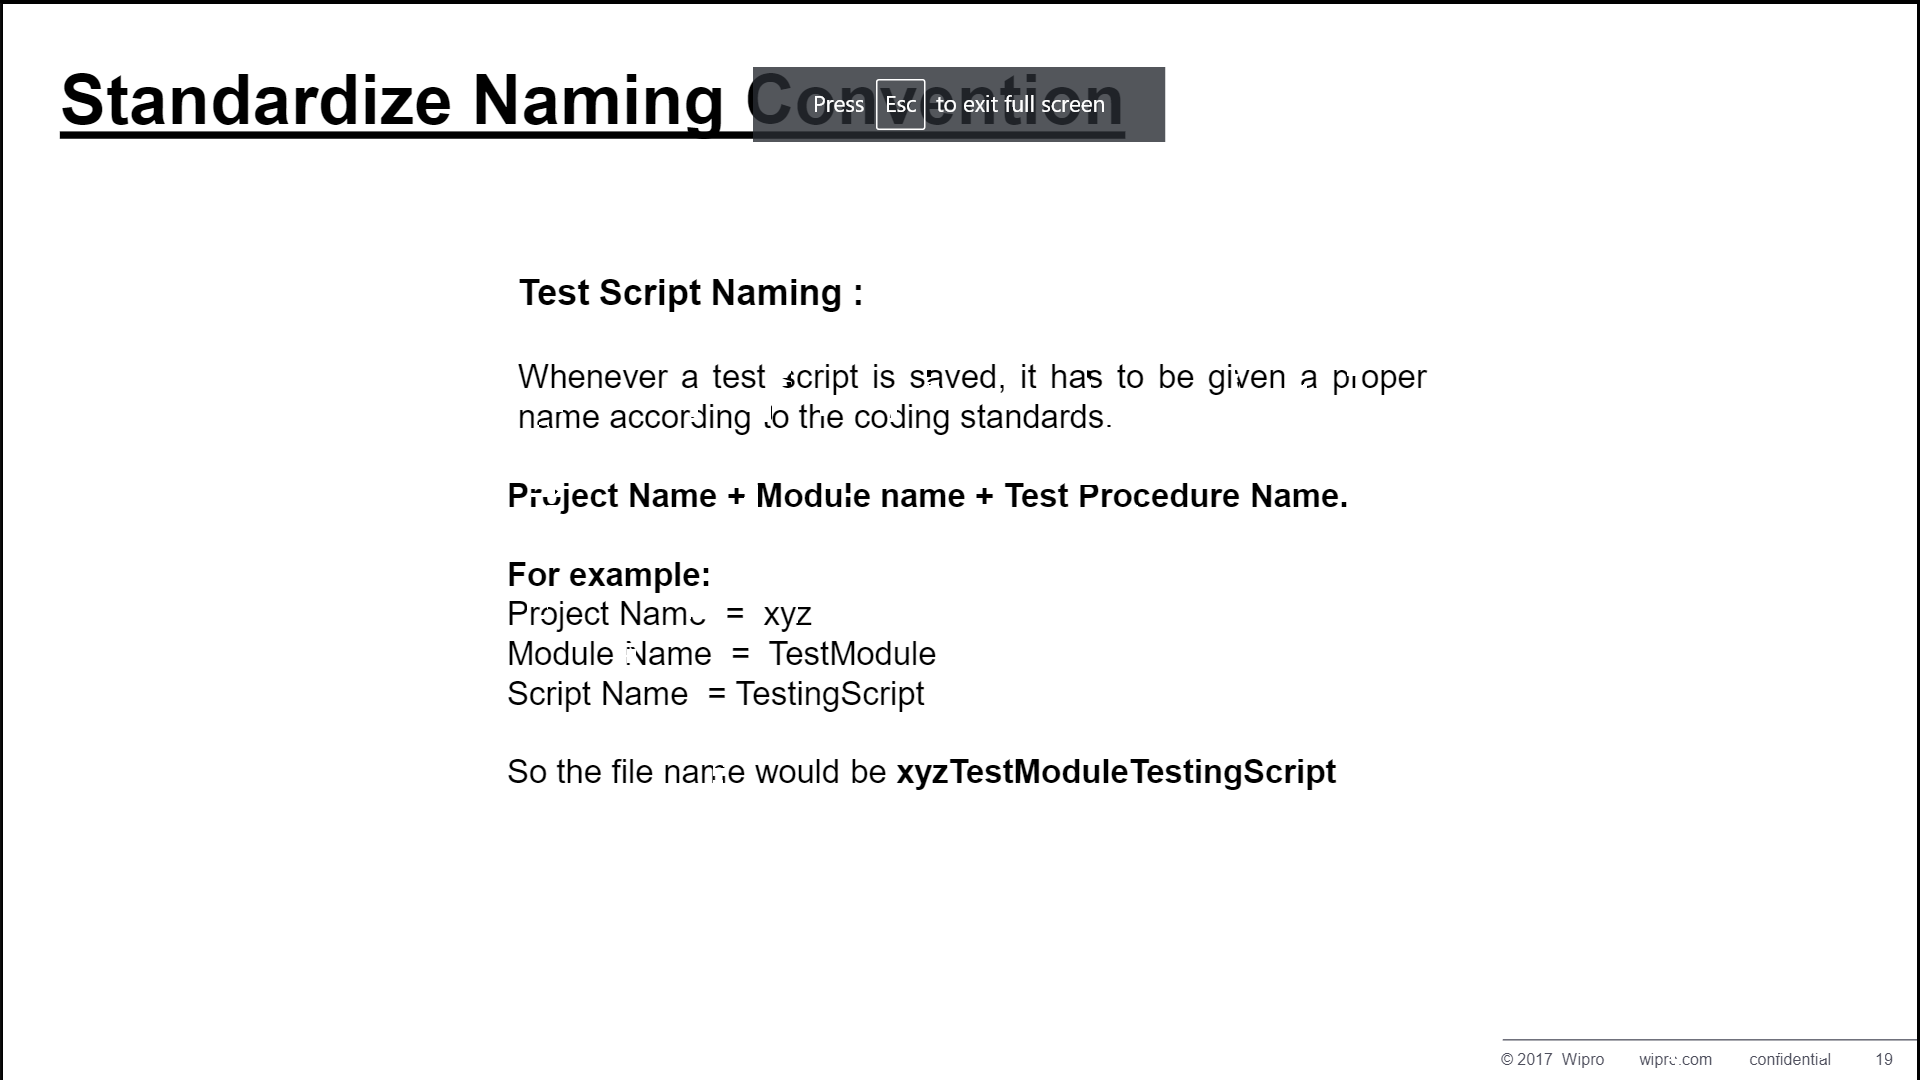 Standardize Naming Convention
Press Esc to exit full screen
Test Script Naming :
Whenever a test script is saved, it has to be given a proper
name according to the coding standards.
Project Name + Module name + Test Procedure Name.
For example:
Project Name = xyz
Module Name = TestModule
Script Name = TestingScript
So the file name would be xyzTestModuleTestingScript
© 2017 Wipro wipro.com confidential 19